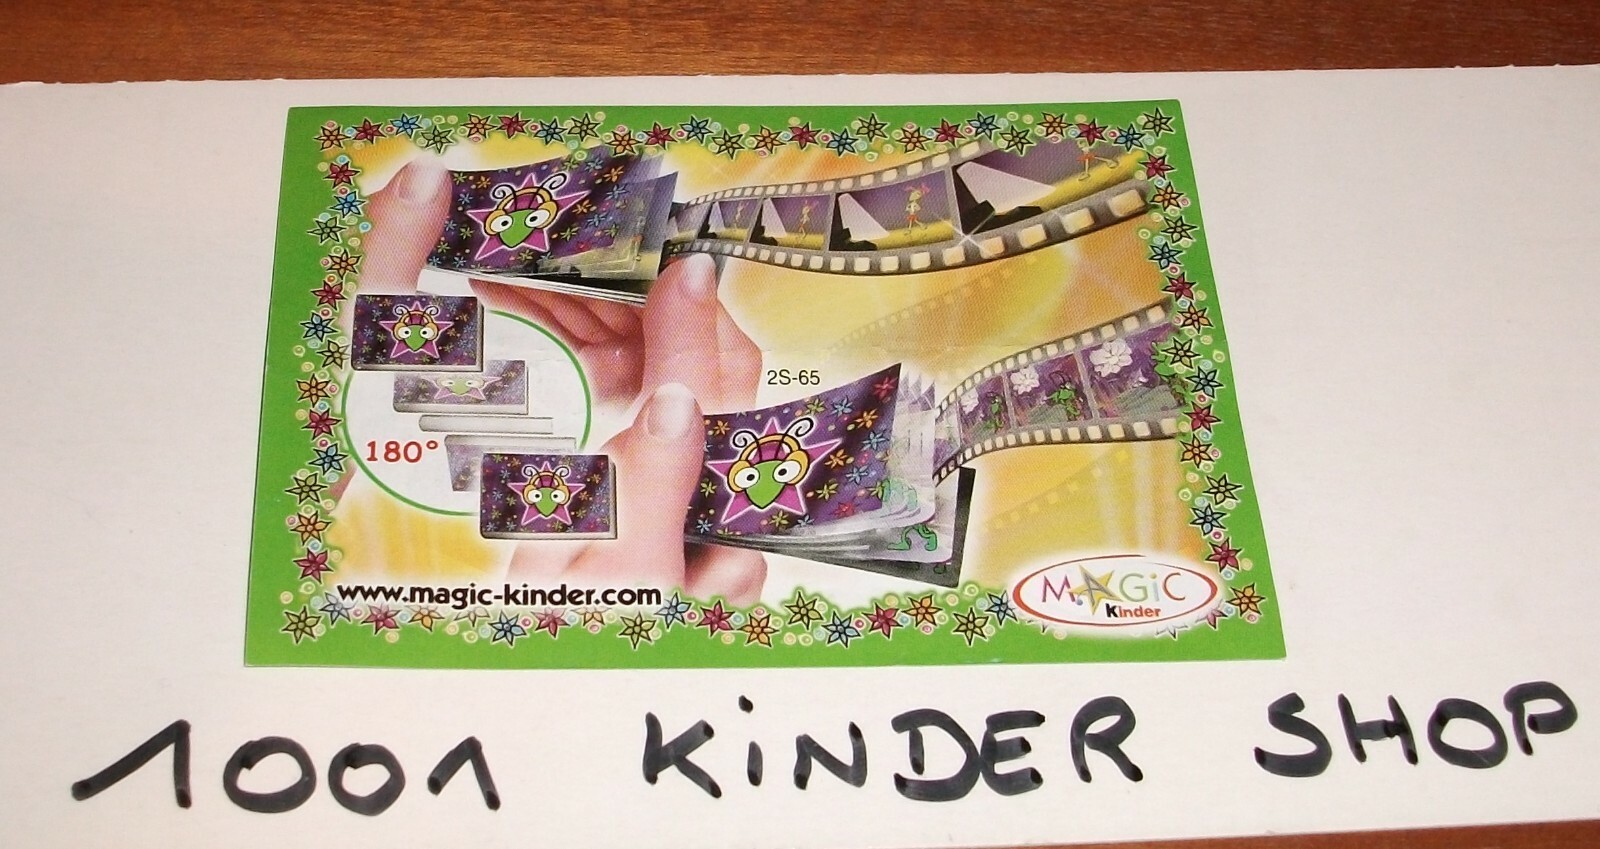 2S-65
180°
www.magic-kinder.com
MAGiC
Kinder
1001 KiNDER SHOP